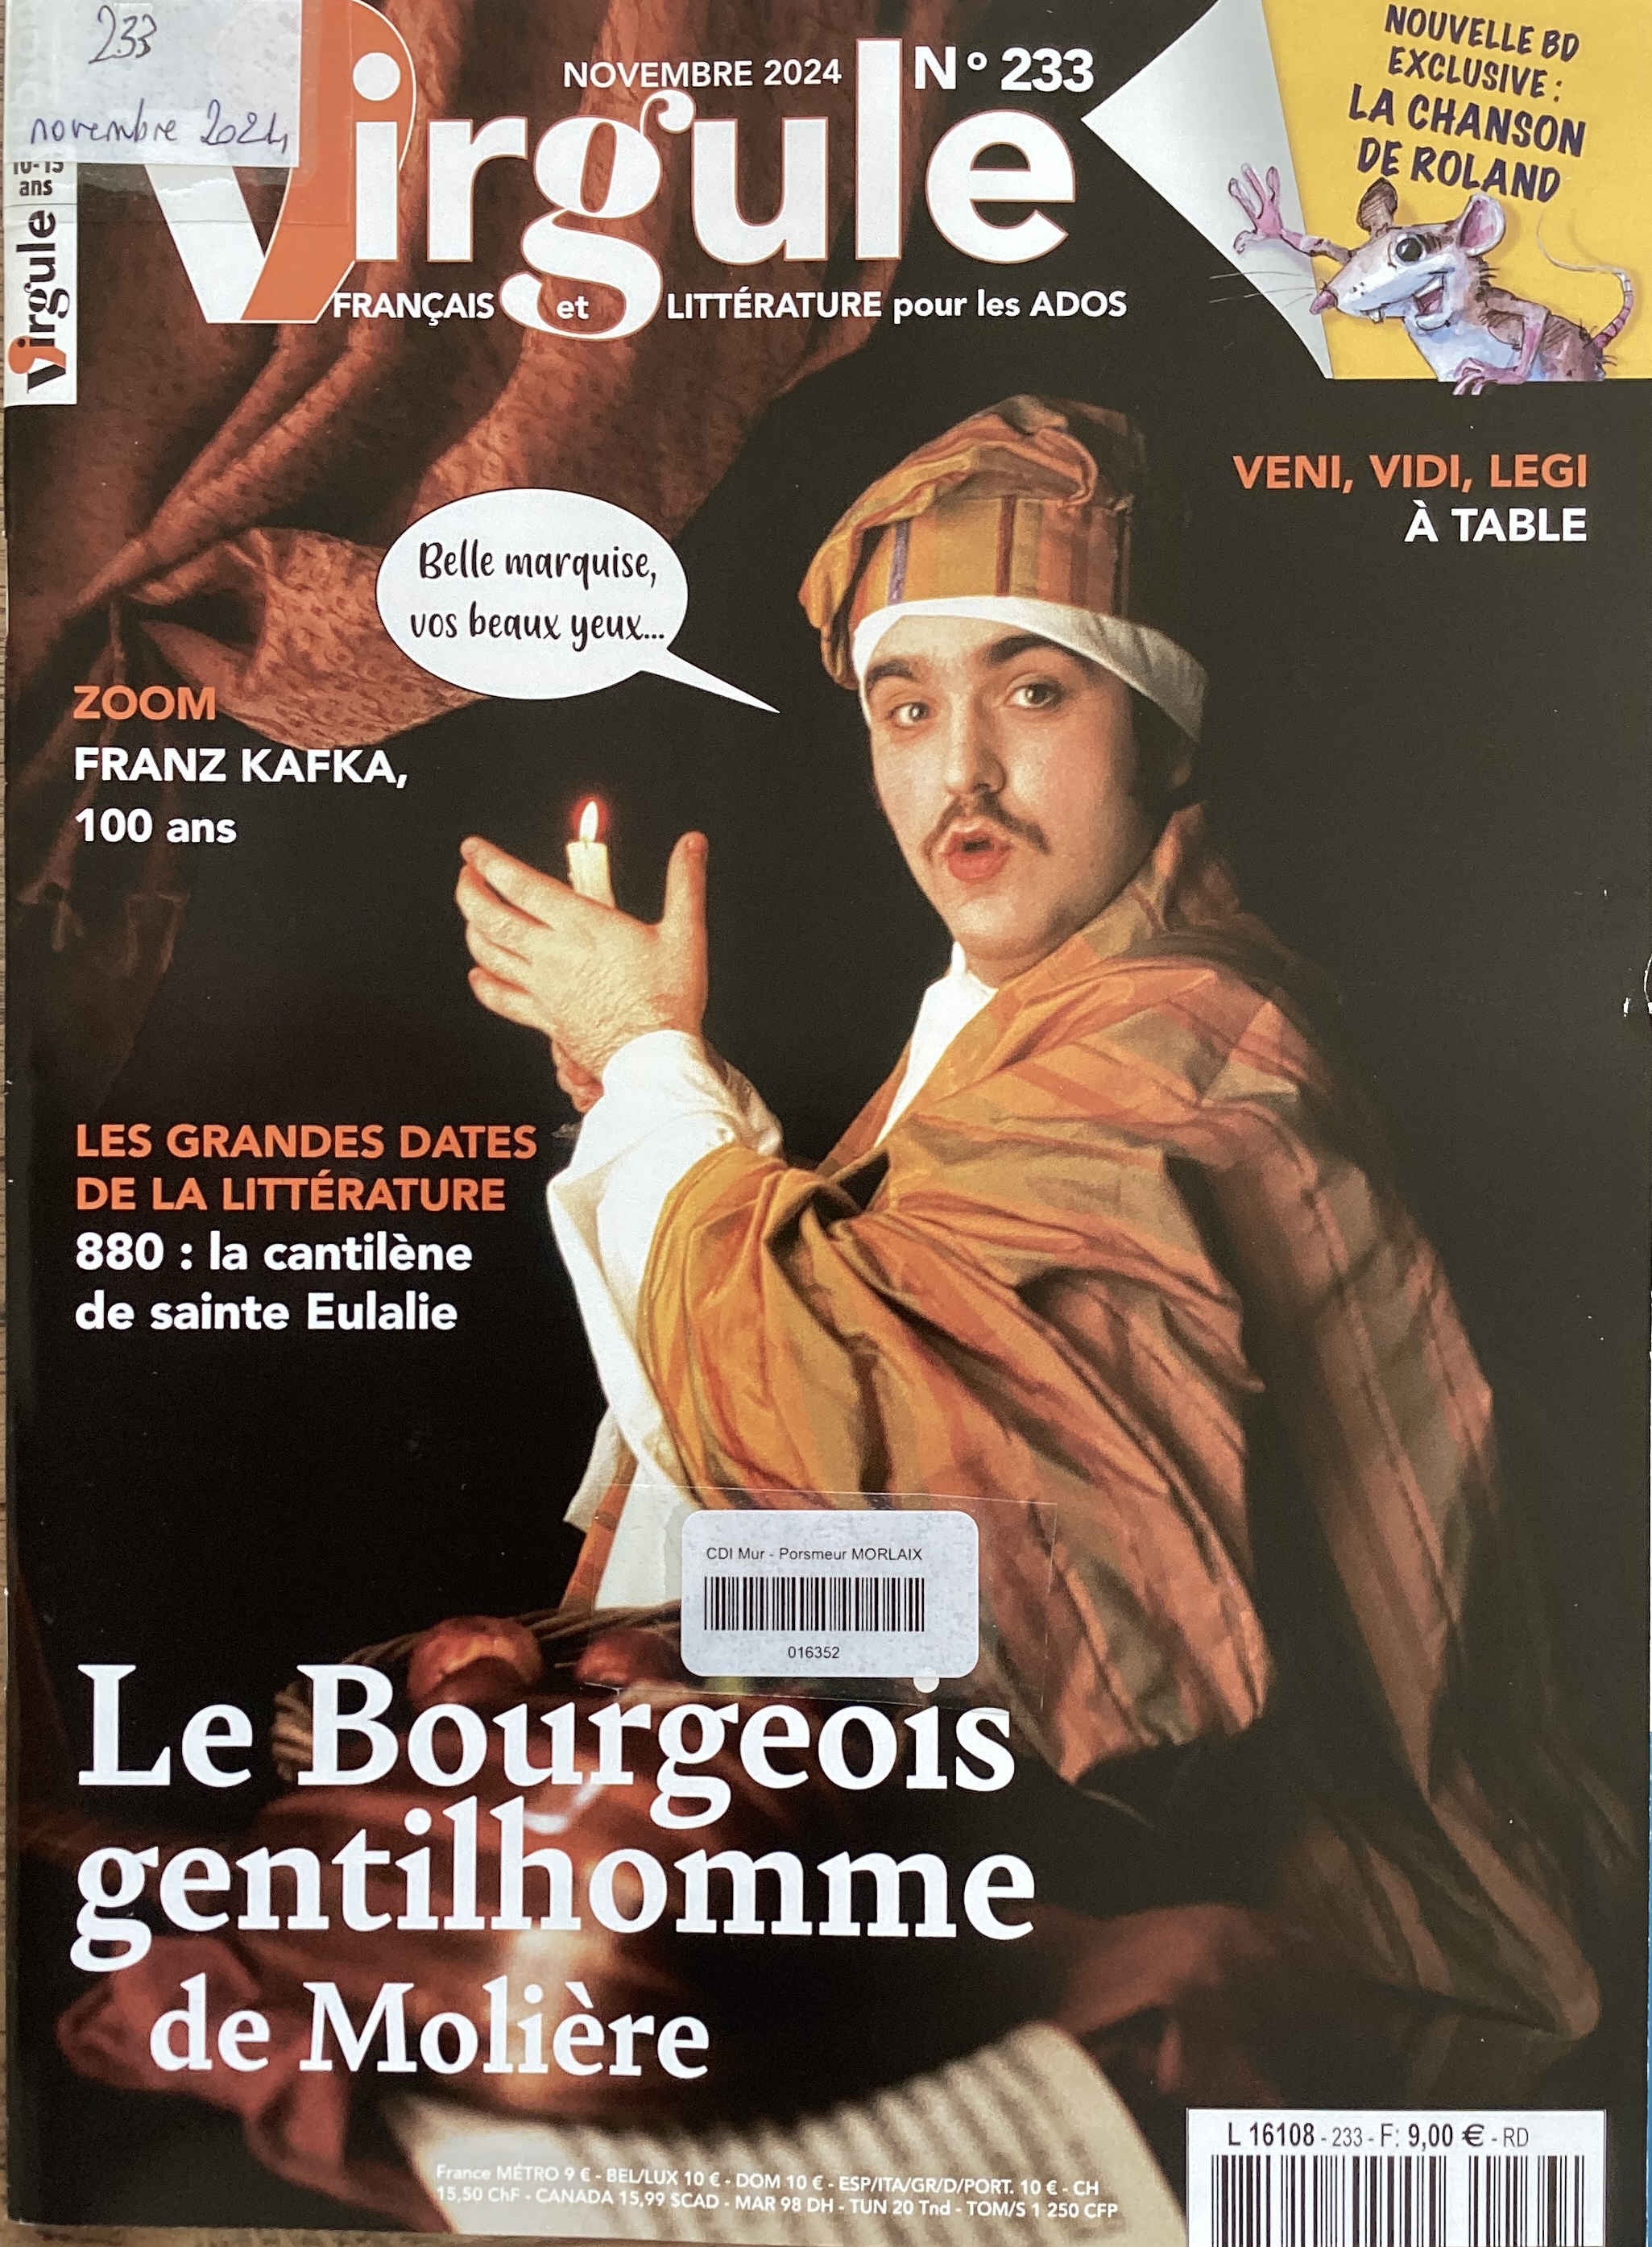 233
novembre 2024
10-15
ans
Virgule
NOVEMBRE 2024
N° 233
Virgule
FRANÇAIS et LITTÉRATURE pour les ADOS
NOUVELLE BD
EXCLUSIVE :
LA CHANSON
DE ROLAND
VENI, VIDI, LEGI
À TABLE
Belle marquise,
vos beaux yeux...
ZOOM
FRANZ KAFKA,
100 ans
LES GRANDES DATES
DE LA LITTÉRATURE
880 : la cantilène
de sainte Eulalie
CDI Mur - Porsmeur MORLAIX
016352
Le Bourgeois
gentilhomme
de Molière
L 16108 - 233 - F: 9,00 € - RD
France MÉTRO 9 € - BEL/LUX 10 € - DOM 10 € - ESP/ITA/GR/D/PORT. 10 € - CH
15,50 ChF - CANADA 15,99 $CAD - MAR 98 DH - TUN 20 Tnd - TOM/S 1 250 CFP